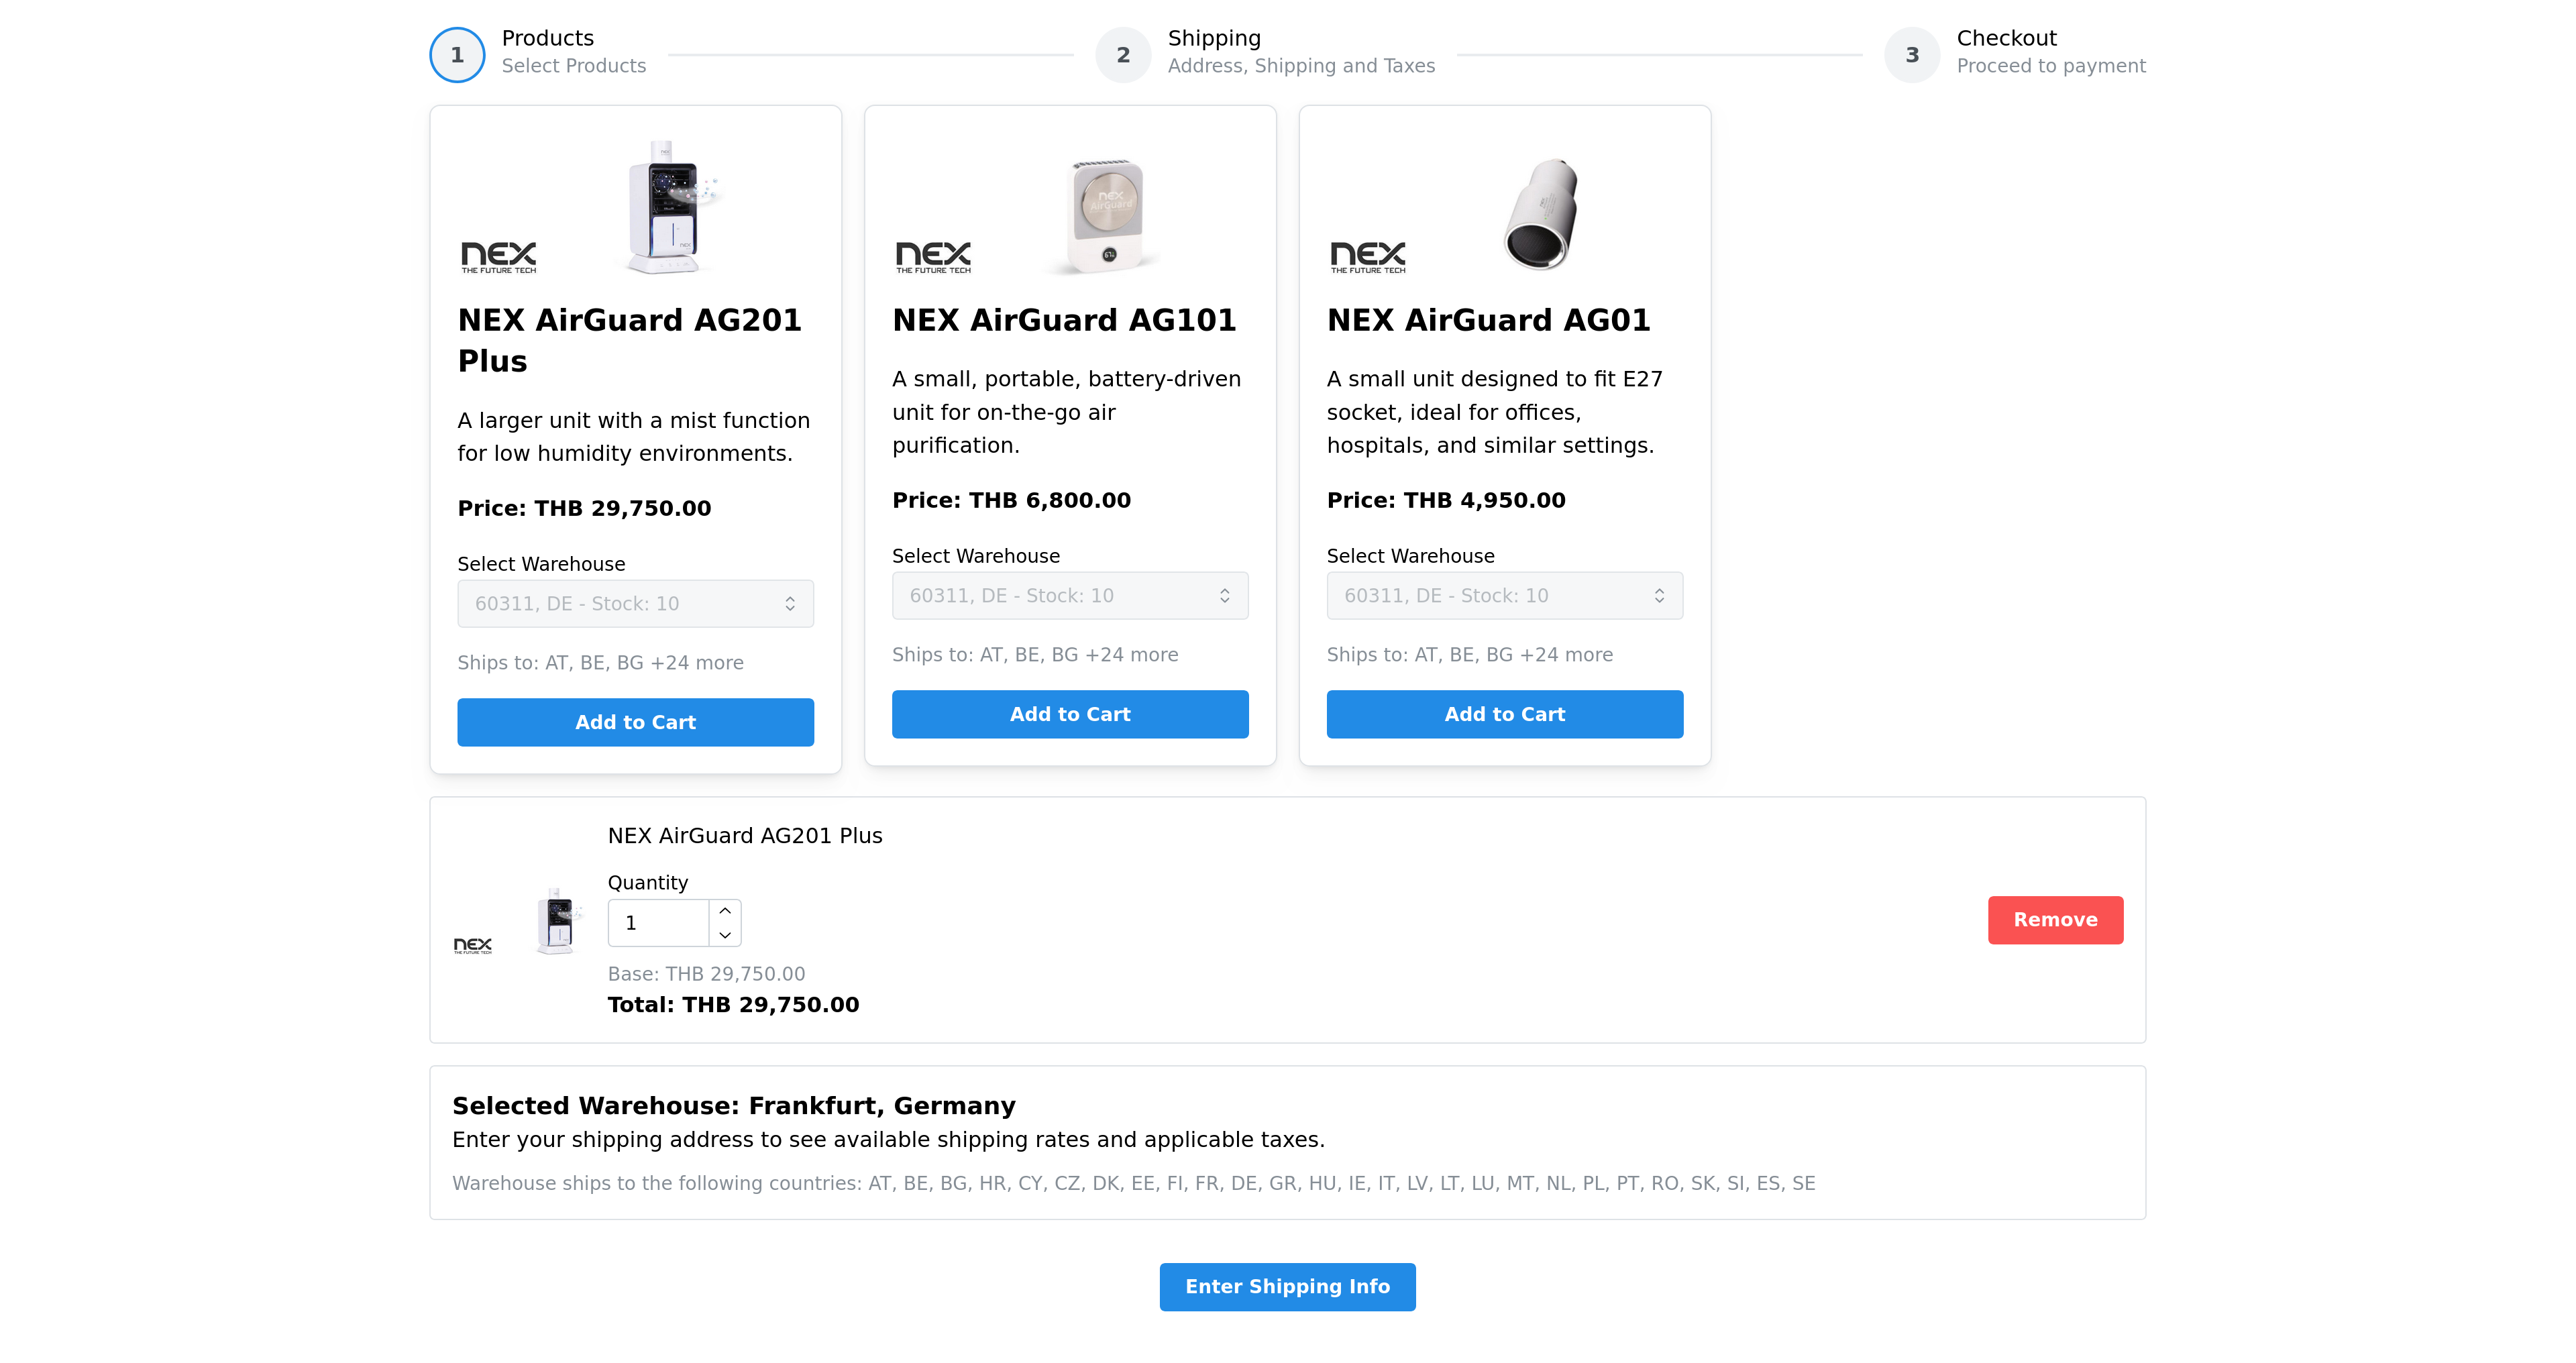 1
Products
Select Products
2
Shipping
Address, Shipping and Taxes
3
Checkout
Proceed to payment
nex
THE FUTURE TECH
NEX AirGuard AG201
Plus
A larger unit with a mist function
for low humidity environments.
Price: THB 29,750.00
Select Warehouse
60311, DE - Stock: 10
Ships to: AT, BE, BG +24 more
Add to Cart
nex
AirGuard
nex
THE FUTURE TECH
NEX AirGuard AG101
A small, portable, battery-driven
unit for on-the-go air
purification.
Price: THB 6,800.00
Select Warehouse
60311, DE - Stock: 10
Ships to: AT, BE, BG +24 more
Add to Cart
nex
THE FUTURE TECH
NEX AirGuard AG01
A small unit designed to fit E27
socket, ideal for offices,
hospitals, and similar settings.
Price: THB 4,950.00
Select Warehouse
60311, DE - Stock: 10
Ships to: AT, BE, BG +24 more
Add to Cart
nex
THE FUTURE TECH
NEX AirGuard AG201 Plus
Quantity
1
Base: THB 29,750.00
Total: THB 29,750.00
Remove
Selected Warehouse: Frankfurt, Germany
Enter your shipping address to see available shipping rates and applicable taxes.
Warehouse ships to the following countries: AT, BE, BG, HR, CY, CZ, DK, EE, FI, FR, DE, GR, HU, IE, IT, LV, LT, LU, MT, NL, PL, PT, RO, SK, SI, ES, SE
Enter Shipping Info